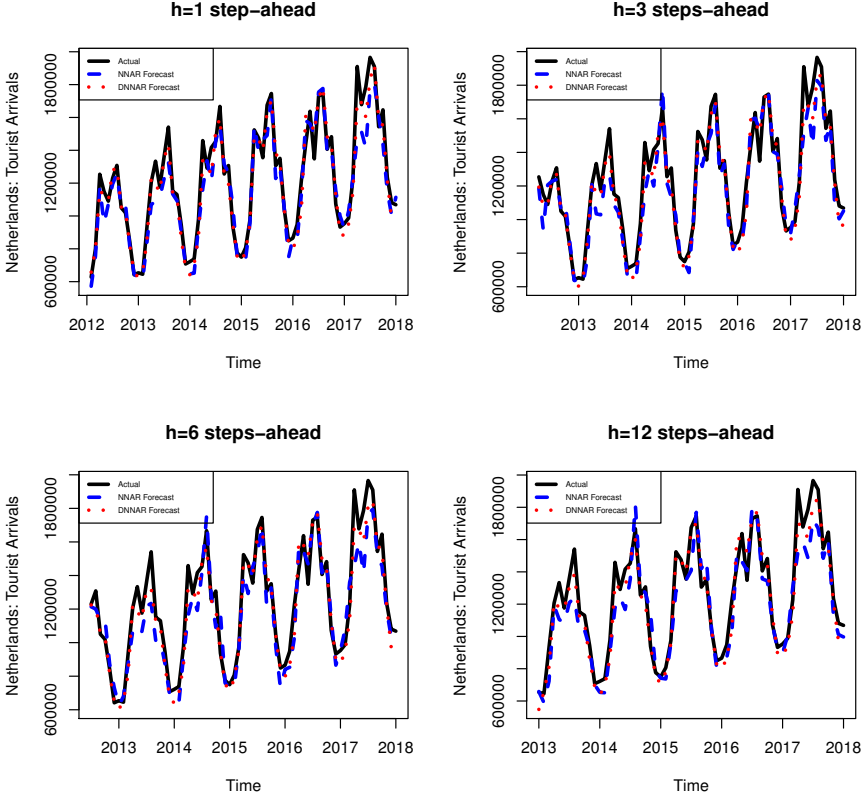 h=1 step−ahead
Netherlands: Tourist Arrivals
600000 1200000 1800000
Actual
NNAR Forecast
DNNAR Forecast
2012 2013 2014 2015 2016 2017 2018
Time
h=3 steps−ahead
Netherlands: Tourist Arrivals
600000 1200000 1800000
Actual
NNAR Forecast
DNNAR Forecast
2013 2014 2015 2016 2017 2018
Time
h=6 steps−ahead
Netherlands: Tourist Arrivals
600000 1200000 1800000
Actual
NNAR Forecast
DNNAR Forecast
2013 2014 2015 2016 2017 2018
Time
h=12 steps−ahead
Netherlands: Tourist Arrivals
600000 1200000 1800000
Actual
NNAR Forecast
DNNAR Forecast
2013 2014 2015 2016 2017 2018
Time